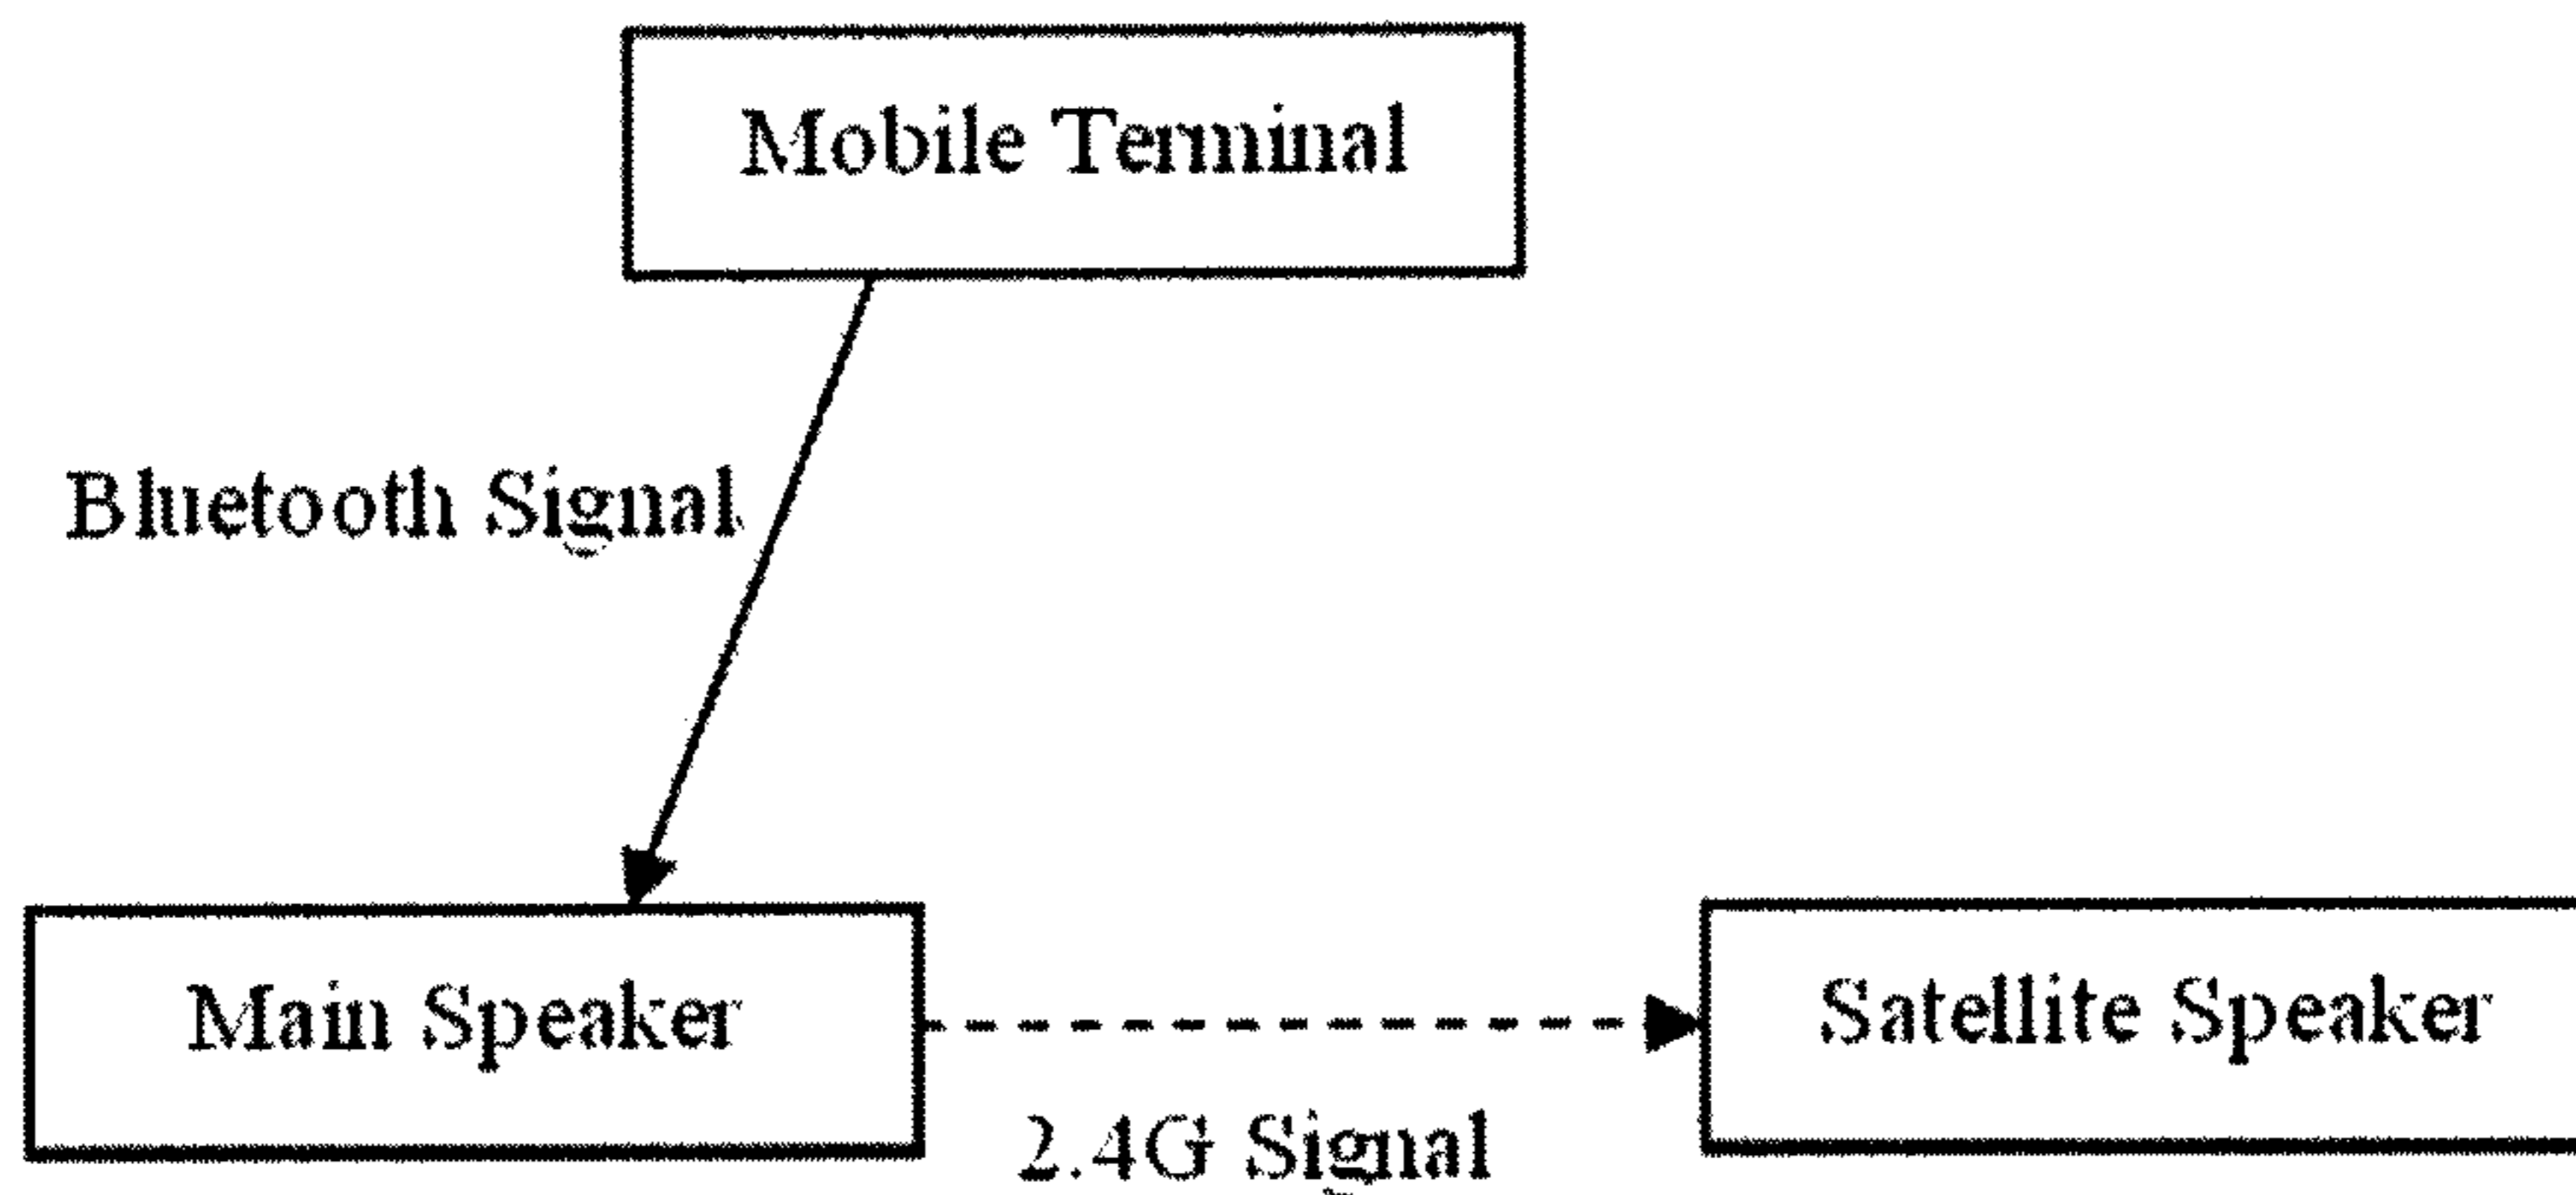 Mobile Terminal
Bluetooth Signal
Main Speaker
Satellite Speaker
2.4G Signal